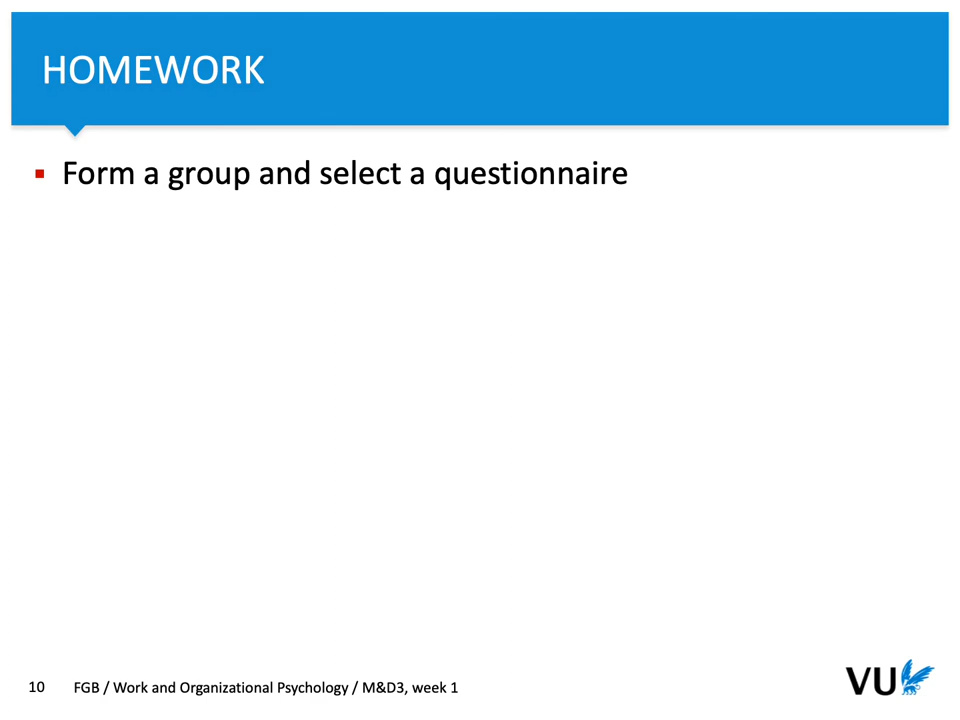 HOMEWORK
▪ Form a group and select a questionnaire
10 FGB / Work and Organizational Psychology / M&D3, week 1
VU